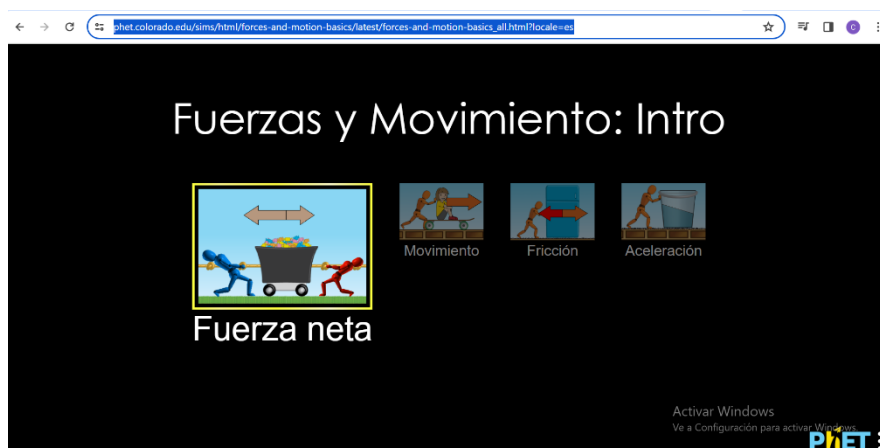 phet.colorado.edu/sims/html/forces-and-motion-basics/latest/forces-and-motion-basics_all.html?locale=es
C
Fuerzas y Movimiento: Intro
Movimiento
Fricción
Aceleración
Fuerza neta
Activar Windows
Ve a Configuración para activar Windows.
PhET